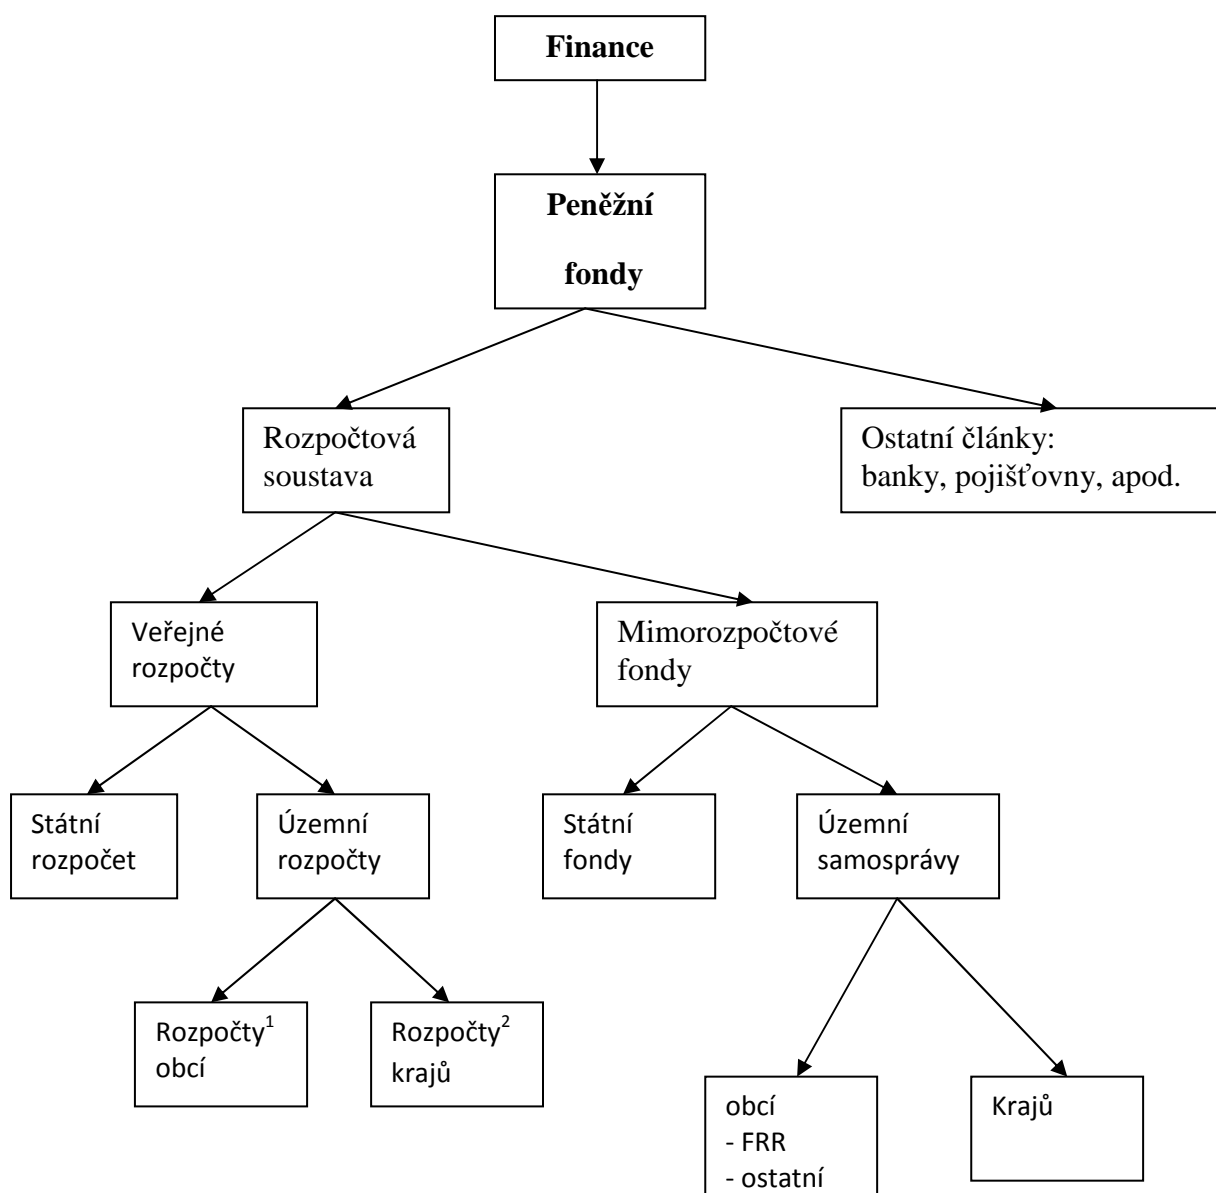 Finance
Peněžní
fondy
Rozpočtová
soustava
Ostatní články:
banky, pojišťovny, apod.
Veřejné
rozpočty
Mimorozpočtové
fondy
Státní
rozpočet
Územní
rozpočty
Státní
fondy
Územní
samosprávy
Rozpočty¹
obcí
Rozpočty²
krajů
obcí
- FRR
- ostatní
Krajů